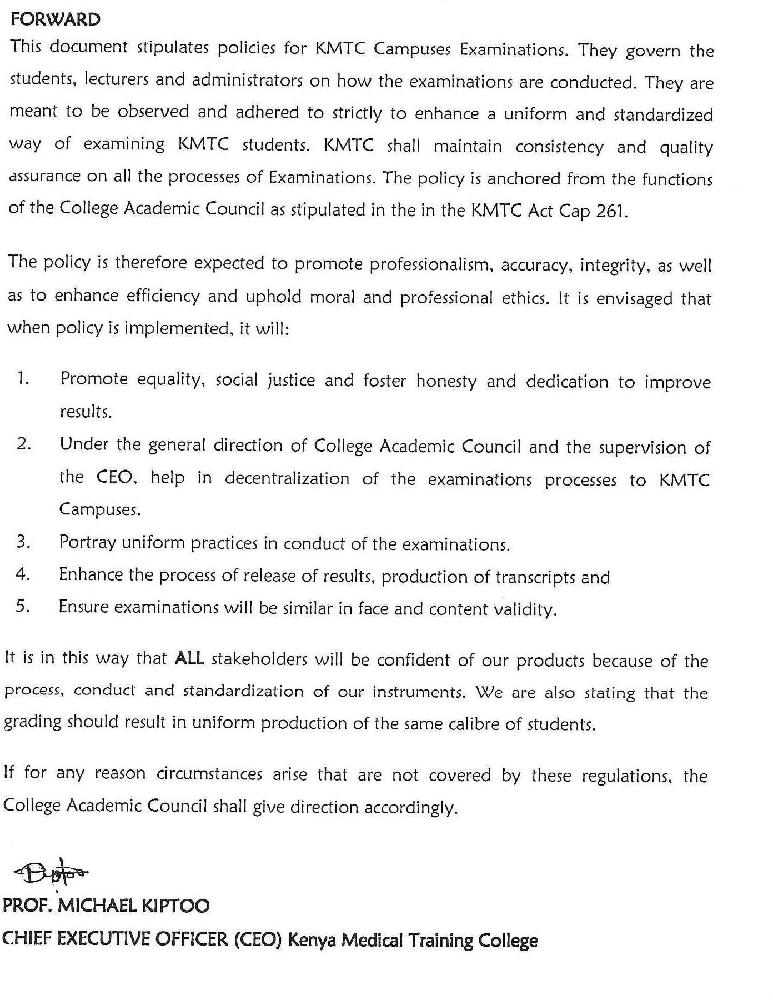 FORWARD
This document stipulates policies for KMTC Campuses Examinations. They govern the
students, lecturers and administrators on how the examinations are conducted. They are
meant to be observed and adhered to strictly to enhance a uniform and standardized
way of examining KMTC students. KMTC shall maintain consistency and quality
assurance on all the processes of Examinations. The policy is anchored from the functions
of the College Academic Council as stipulated in the in the KMTC Act Cap 261.
The policy is therefore expected to promote professionalism, accuracy, integrity, as well
as to enhance efficiency and uphold moral and professional ethics. It is envisaged that
when policy is implemented, it will:
1. Promote equality, social justice and foster honesty and dedication to improve
results.
2. Under the general direction of College Academic Council and the supervision of
the CEO, help in decentralization of the examinations processes to KMTC
Campuses.
3. Portray uniform practices in conduct of the examinations.
4. Enhance the process of release of results, production of transcripts and
5. Ensure examinations will be similar in face and content validity.
It is in this way that ALL stakeholders will be confident of our products because of the
process, conduct and standardization of our instruments. We are also stating that the
grading should result in uniform production of the same calibre of students.
If for any reason circumstances arise that are not covered by these regulations, the
College Academic Council shall give direction accordingly.
PROF. MICHAEL KIPTOO
CHIEF EXECUTIVE OFFICER (CEO) Kenya Medical Training College